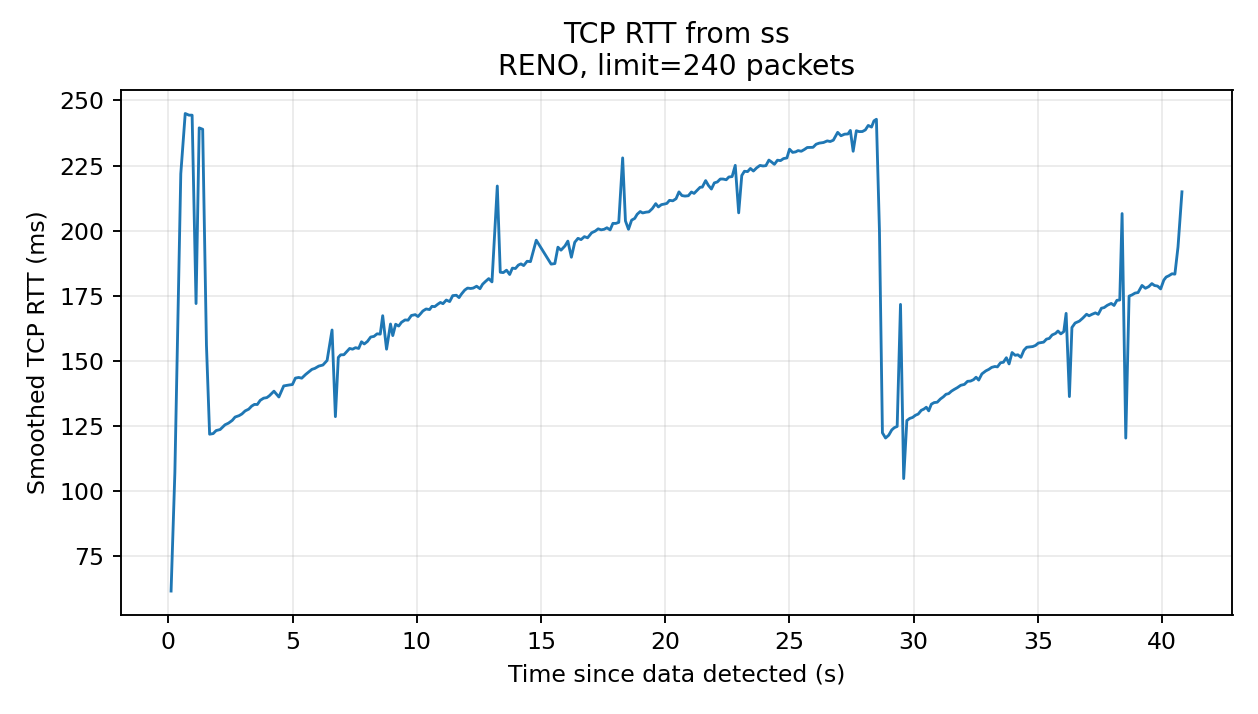 TCP RTT from ss
RENO, limit=240 packets
250
225
200
175
150
125
100
75
Smoothed TCP RTT (ms)
0 5 10 15 20 25 30 35 40
Time since data detected (s)